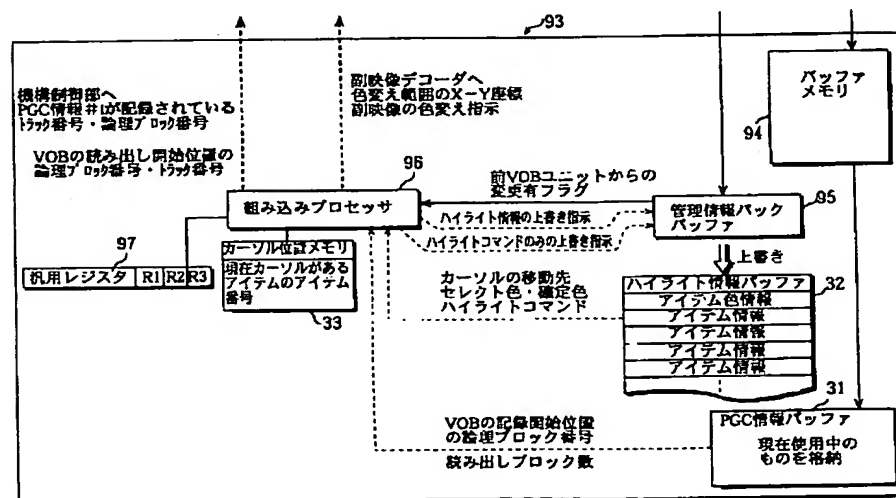 93
機構制御部へ
PGC情報#1が記録されている
トラック番号・論理ブロック番号
VOBの読み出し開始位置の
論理ブロック番号・トラック番号
副映像デコーダへ
色変え範囲のX-Y座標
副映像の色変え指示
バッファ
メモリ
94
96
組み込みプロセッサ
前VOBユニットからの
変更有フラグ
ハイライト情報の上書き指示
ハイライトコマンドのみの上書き指示
95
管理情報パック
バッファ
上書き
97
汎用レジスタ R1 R2 R3
カーソル位置メモリ
現在カーソルがある
アイテムのアイテム
番号
33
カーソルの移動先
セレクト色・確定色
ハイライトコマンド
32
ハイライト情報バッファ
アイテム色情報
アイテム情報
アイテム情報
アイテム情報
アイテム情報
31
PGC情報バッファ
現在使用中の
ものを格納
VOBの記録開始位置
の論理ブロック番号
読み出しブロック数